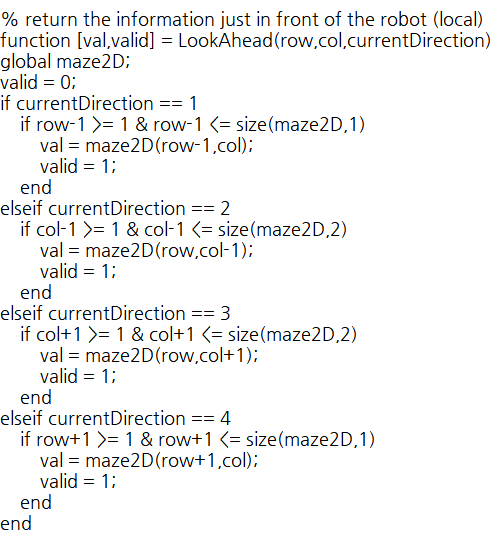 % return the information just in front of the robot (local)
function [val,valid] = LookAhead(row,col,currentDirection)
global maze2D;
valid = 0;
if currentDirection == 1
if row-1 >= 1 & row-1 <= size(maze2D,1)
val = maze2D(row-1,col);
valid = 1;
end
elseif currentDirection == 2
if col-1 >= 1 & col-1 <= size(maze2D,2)
val = maze2D(row,col-1);
valid = 1;
end
elseif currentDirection == 3
if col+1 >= 1 & col+1 <= size(maze2D,2)
val = maze2D(row,col+1);
valid = 1;
end
elseif currentDirection == 4
if row+1 >= 1 & row+1 <= size(maze2D,1)
val = maze2D(row+1,col);
valid = 1;
end
end